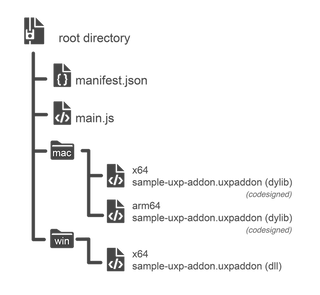 root directory
manifest.json
main.js
mac
x64
sample-uxp-addon.uxpaddon (dylib)
(codesigned)
arm64
sample-uxp-addon.uxpaddon (dylib)
(codesigned)
win
x64
sample-uxp-addon.uxpaddon (dll)